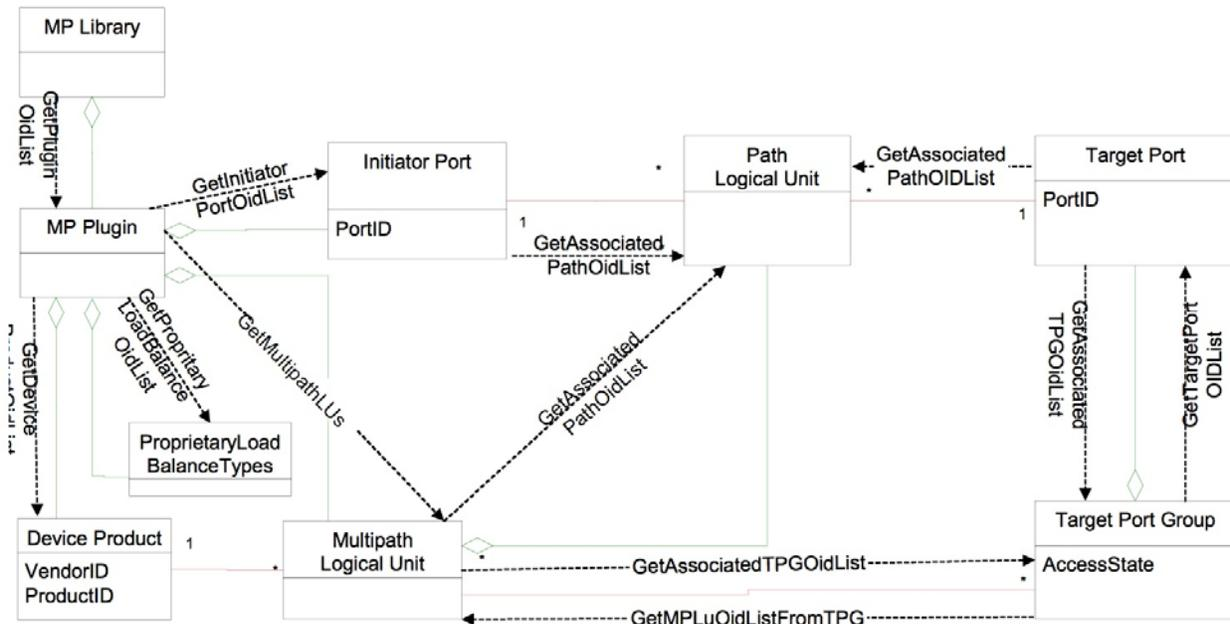 MP Library
GetPlugin
OidList
MP Plugin
GetInitiator
PortOidList
Initiator Port
PortID
1
*
GetAssociated
PathOidList
*
Path
Logical Unit
GetAssociated
PathOIDList
*
1
Target Port
PortID
GetPropritary
LoadBalance
OidList
GetMultipathLUs
GetDevice
GetAssociated
PathOidList
GetAssociated
TPGOidList
GetTargetPort
OIDList
ProprietaryLoad
BalanceTypes
Device Product
VendorID
ProductID
1
*
Multipath
Logical Unit
*
GetAssociatedTPGOidList
*
GetMPLuOidListFromTPG
Target Port Group
AccessState